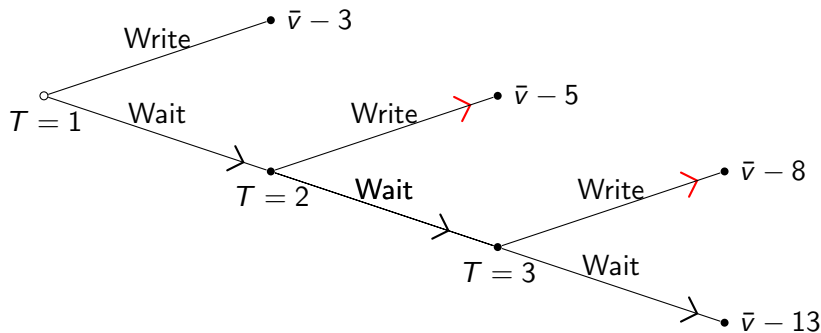 Write
v̄ − 3
T = 1
Wait
Write
v̄ − 5
T = 2
Wait
Write
v̄ − 8
T = 3
Wait
v̄ − 13